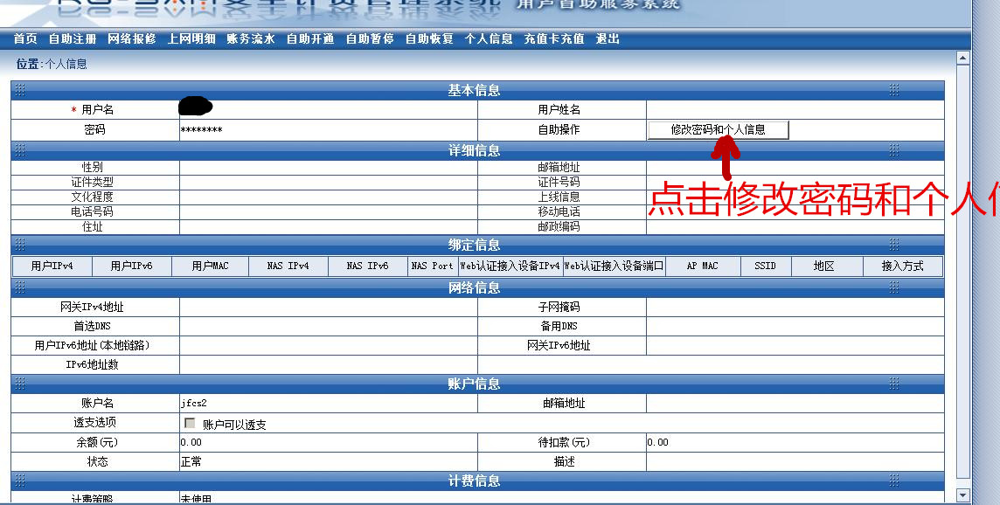 用户自助服务系统
首页 自助注册 网络报修 上网明细 账务流水 自助开通 自助暂停 自助恢复 个人信息 充值卡充值 退出
位置:个人信息
基本信息
* 用户名 用户姓名
密码 ******** 自助操作 修改密码和个人信息
详细信息
性别 邮箱地址
证件类型 证件号码
文化程度 上线信息
电话号码 移动电话
住址 邮政编码
点击修改密码和个人信
绑定信息
用户IPv4 用户IPv6 用户MAC NAS IPv4 NAS IPv6 NAS Port Web认证接入设备IPv4 Web认证接入设备端口 AP MAC SSID 地区 接入方式
网络信息
网关IPv4地址 子网掩码
首选DNS 备用DNS
用户IPv6地址(本地链路) 网关IPv6地址
IPv6地址数
账户信息
账户名 jfcs2 邮箱地址
透支选项 账户可以透支
余额(元) 0.00 待扣款(元) 0.00
状态 正常 描述
计费信息
计费策略 未使用